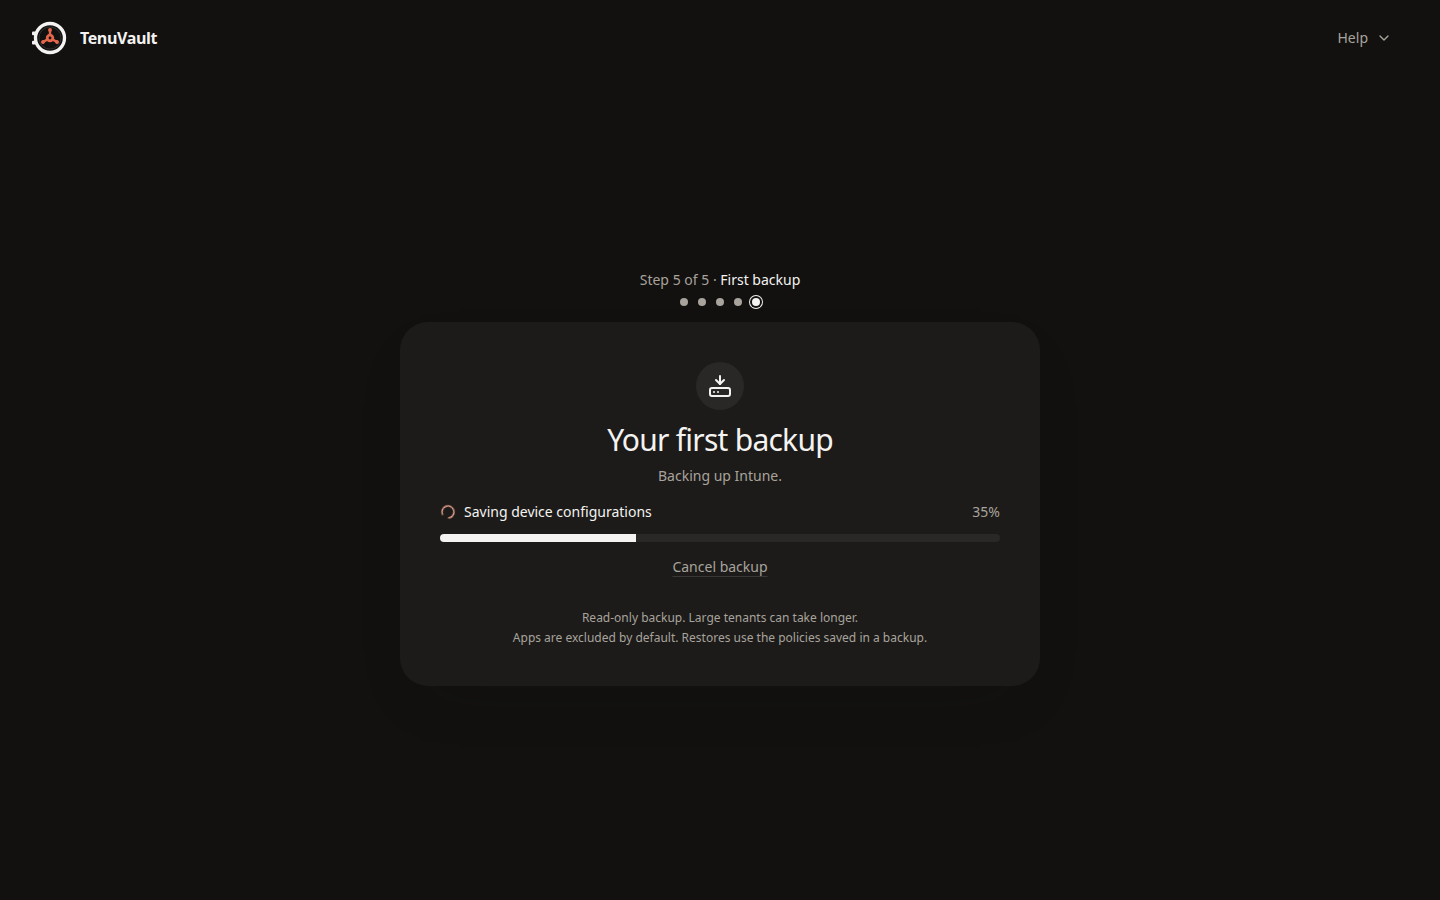 TenuVault
Help
Step 5 of 5 · First backup
Your first backup
Backing up Intune.
Saving device configurations 35%
Cancel backup
Read-only backup. Large tenants can take longer.
Apps are excluded by default. Restores use the policies saved in a backup.